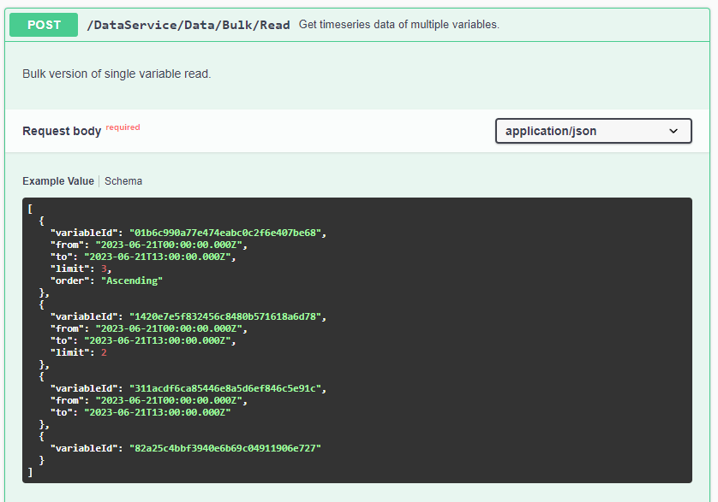 POST /DataService/Data/Bulk/Read Get timeseries data of multiple variables.
Bulk version of single variable read.
Request body required application/json
Example Value Schema
[
  {
    "variableId": "01b6c990a77e474eabc0c2f6e407be68",
    "from": "2023-06-21T00:00:00.000Z",
    "to": "2023-06-21T13:00:00.000Z",
    "limit": 3,
    "order": "Ascending"
  },
  {
    "variableId": "1420e7e5f832456c8480b571618a6d78",
    "from": "2023-06-21T00:00:00.000Z",
    "to": "2023-06-21T13:00:00.000Z",
    "limit": 2
  },
  {
    "variableId": "311acdf6ca85446e8a5d6ef846c5e91c",
    "from": "2023-06-21T00:00:00.000Z",
    "to": "2023-06-21T13:00:00.000Z"
  },
  {
    "variableId": "82a25c4bbf3940e6b69c04911906e727"
  }
]